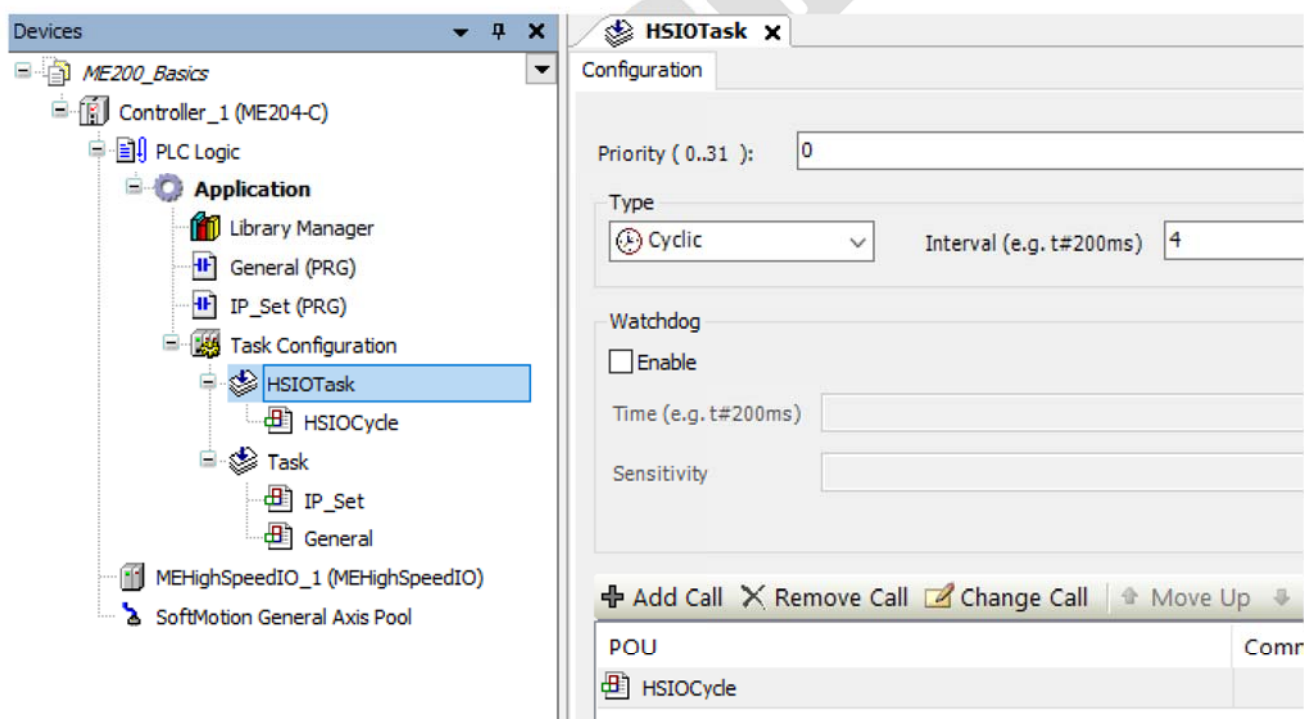 Devices
ME200_Basics
Controller_1 (ME204-C)
PLC Logic
Application
Library Manager
General (PRG)
IP_Set (PRG)
Task Configuration
HSIOTask
HSIOCycle
Task
IP_Set
General
MEHighSpeedIO_1 (MEHighSpeedIO)
SoftMotion General Axis Pool
HSIOTask
Configuration
Priority ( 0..31 ): 0
Type
Cyclic Interval (e.g. t#200ms) 4
Watchdog
Enable
Time (e.g. t#200ms)
Sensitivity
Add Call Remove Call Change Call Move Up
POU
HSIOCycle